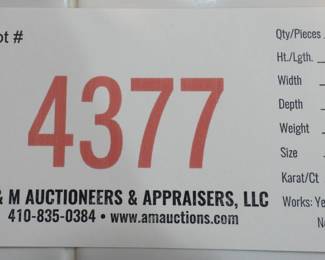 ot #
4377
& M AUCTIONEERS & APPRAISERS, LLC
410-835-0384 • www.amauctions.com
Qty/Pieces
Ht./Lgth.
Width
Depth
Weight
Size
Karat/Ct
Works: Ye
No